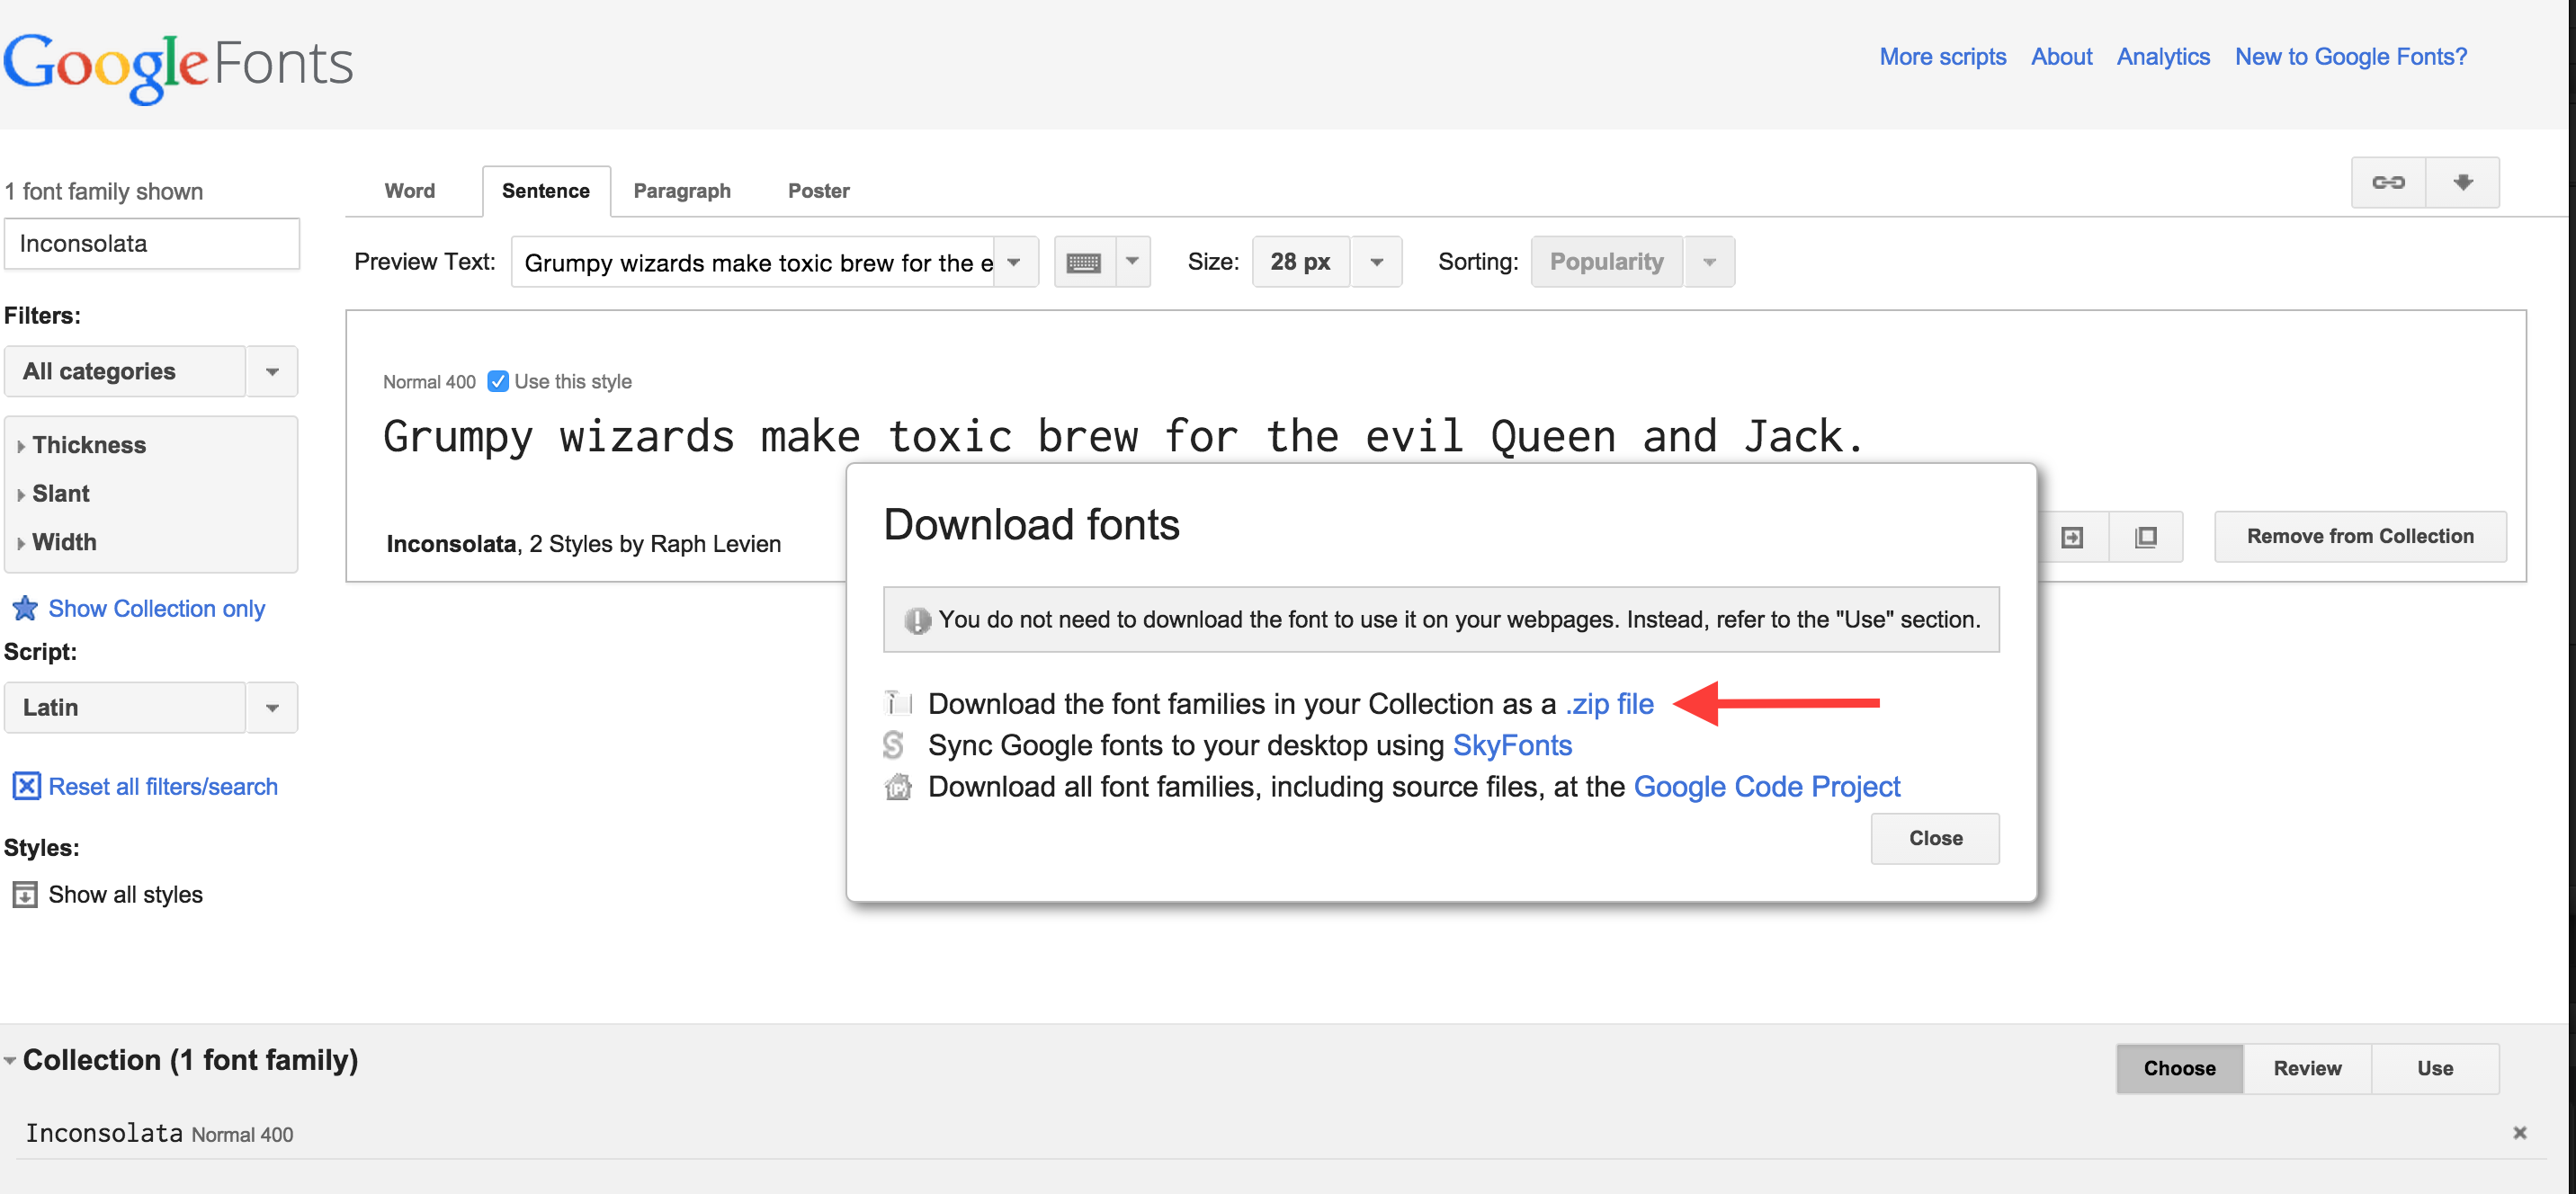 Google Fonts
More scripts About Analytics New to Google Fonts?
1 font family shown
Inconsolata
Filters:
All categories
Thickness
Slant
Width
Show Collection only
Script:
Latin
Reset all filters/search
Styles:
Show all styles
Word Sentence Paragraph Poster
Preview Text: Grumpy wizards make toxic brew for the e Size: 28 px Sorting: Popularity
Normal 400 Use this style
Grumpy wizards make toxic brew for the evil Queen and Jack.
Inconsolata, 2 Styles by Raph Levien
Remove from Collection
Download fonts
You do not need to download the font to use it on your webpages. Instead, refer to the "Use" section.
Download the font families in your Collection as a .zip file
Sync Google fonts to your desktop using SkyFonts
Download all font families, including source files, at the Google Code Project
Close
Collection (1 font family)
Choose Review Use
Inconsolata Normal 400